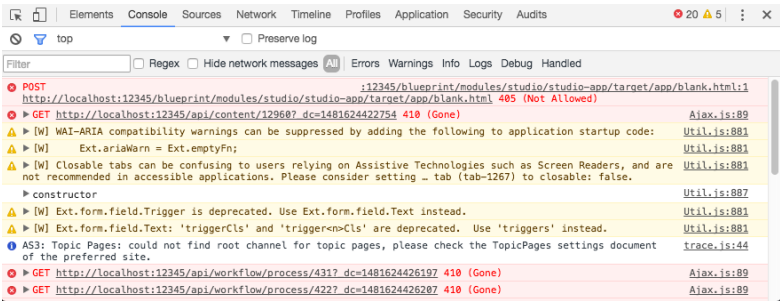 Elements Console Sources Network Timeline Profiles Application Security Audits 20 5
top Preserve log
Filter Regex Hide network messages All Errors Warnings Info Logs Debug Handled
POST :12345/blueprint/modules/studio/studio-app/target/app/blank.html:1
http://localhost:12345/blueprint/modules/studio/studio-app/target/app/blank.html 405 (Not Allowed)
GET http://localhost:12345/api/content/12960?_dc=1481624422754 410 (Gone) Ajax.js:89
[W] WAI-ARIA compatibility warnings can be suppressed by adding the following to application startup code: Util.js:881
[W] Ext.ariaWarn = Ext.emptyFn; Util.js:881
[W] Closable tabs can be confusing to users relying on Assistive Technologies such as Screen Readers, and are Util.js:881
not recommended in accessible applications. Please consider setting … tab (tab-1267) to closable: false.
constructor Util.js:887
[W] Ext.form.field.Trigger is deprecated. Use Ext.form.field.Text instead. Util.js:881
[W] Ext.form.field.Text: 'triggerCls' and 'trigger<n>Cls' are deprecated. Use 'triggers' instead. Util.js:881
AS3: Topic Pages: could not find root channel for topic pages, please check the TopicPages settings document trace.js:44
of the preferred site.
GET http://localhost:12345/api/workflow/process/431?_dc=1481624426197 410 (Gone) Ajax.js:89
GET http://localhost:12345/api/workflow/process/422?_dc=1481624426207 410 (Gone) Ajax.js:89